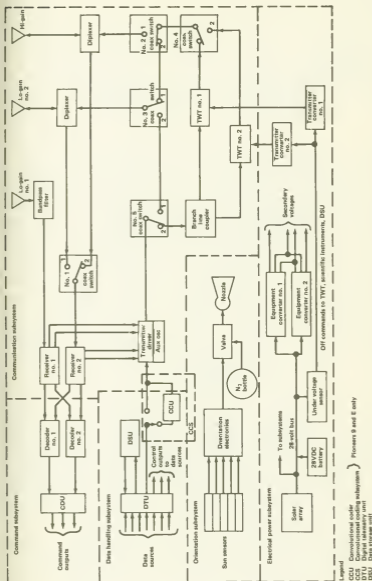 Hi-gain
Lo-gain
no. 2
Lo-gain
no. 1
Communication subsystem
Diplexer
Diplexer
Bandpass
filter
No. 2
coax switch
No. 3
coax
switch
No. 4
coax
switch
2
No. 5
coax switch
No. 1
coax
switch
TWT no. 1
TWT no. 2
Branch
line
coupler
Transmitter
converter
no. 1
Transmitter
converter
no. 2
Receiver
no. 1
Receiver
no. 2
Transmitter
driver
Aux osc
Command subsystem
Decoder
no. 1
Decoder
no. 2
CDU
Command
outputs
Data handling subsystem
DSU
DTU
CCU
CCS
Control
outputs
to
data
sources
Data
sources
Orientation subsystem
Sun sensors
Orientation
electronics
Valve
Nozzle
N2
bottle
Electrical power subsystem
Solar
array
28VDC
battery
To subsystems
28-volt bus
Under voltage
sensor
Equipment
converter no. 1
Equipment
converter no. 2
Secondary
voltages
Off commands to TWT, scientific instruments, DSU
Legend
CCU Convolutional coder
CCS Convolutional coding subsystem
Pioneers 9 and E only
DTU Digital telemetry unit
DSU Data storage unit